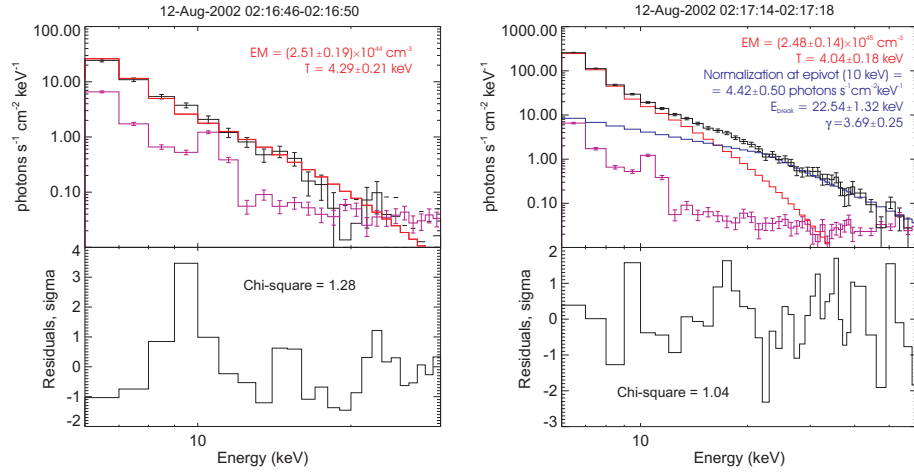 12-Aug-2002 02:16:46-02:16:50
100.00
10.00
1.00
0.10
photons s⁻¹ cm⁻² keV⁻¹
EM = (2.51±0.19)×10⁴⁴ cm⁻³
T = 4.29±0.21 keV
4
3
2
1
0
-1
-2
Residuals, sigma
Chi-square = 1.28
10
Energy (keV)
12-Aug-2002 02:17:14-02:17:18
1000.00
100.00
10.00
1.00
0.10
photons s⁻¹ cm⁻² keV⁻¹
EM = (2.48±0.14)×10⁴⁵ cm⁻³
T = 4.04±0.18 keV
Normalization at epivot (10 keV) =
= 4.42±0.50 photons s⁻¹cm⁻²keV⁻¹
E_break = 22.54±1.32 keV
γ=3.69±0.25
2
1
0
-1
-2
-3
Residuals, sigma
Chi-square = 1.04
10
Energy (keV)